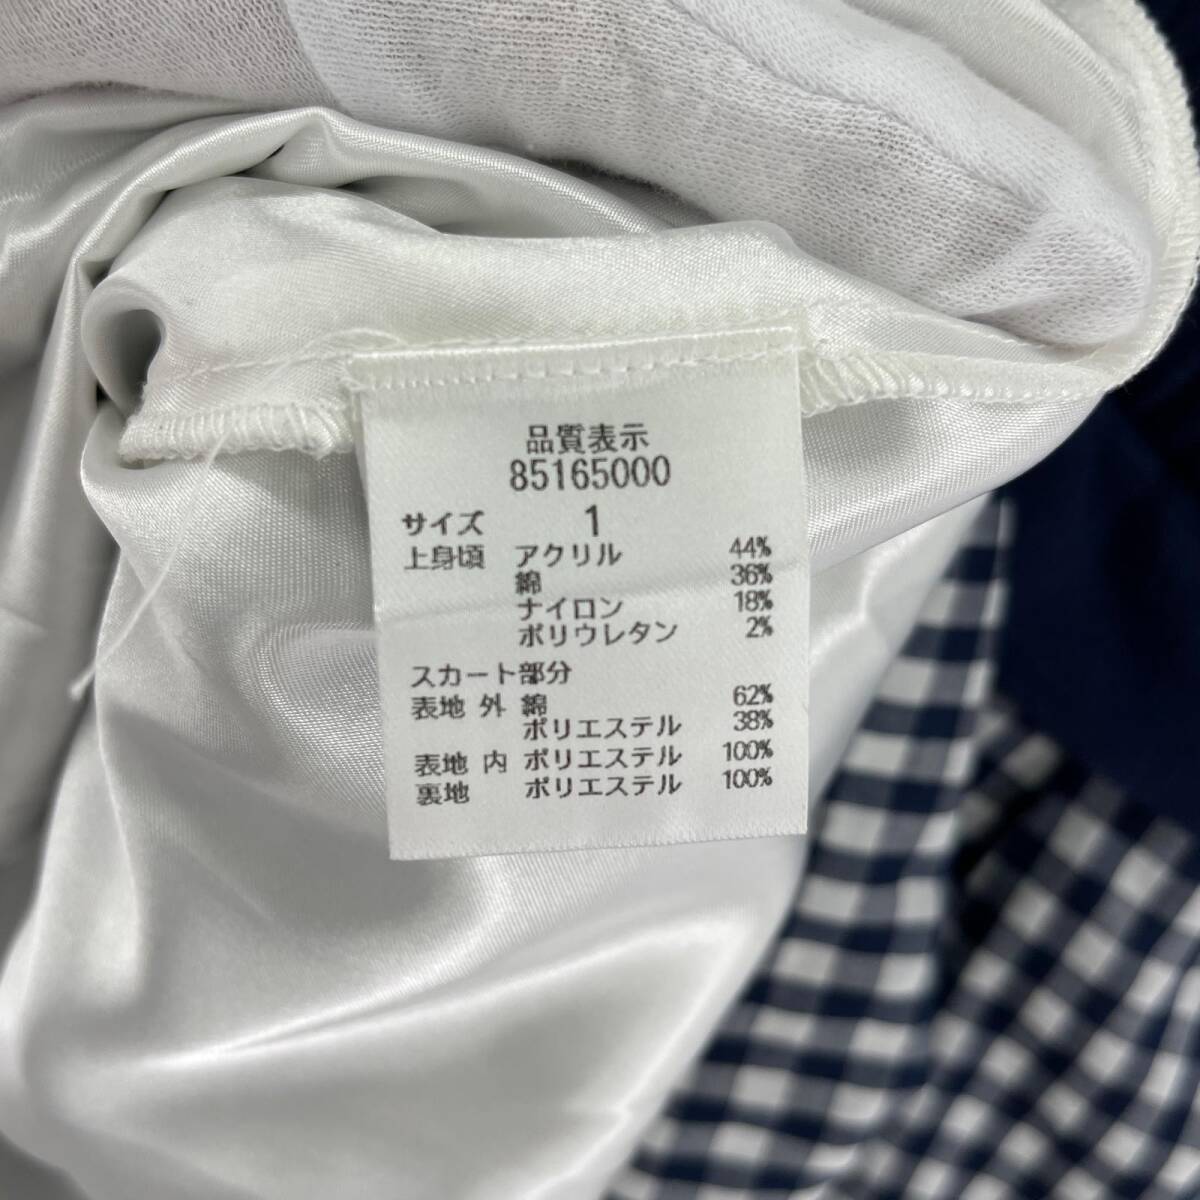 品質表示
85165000
サイズ 1
上身頃 アクリル 44%
綿 36%
ナイロン 18%
ポリウレタン 2%
スカート部分
表地 外 綿 62%
ポリエステル 38%
表地 内 ポリエステル 100%
裏地 ポリエステル 100%